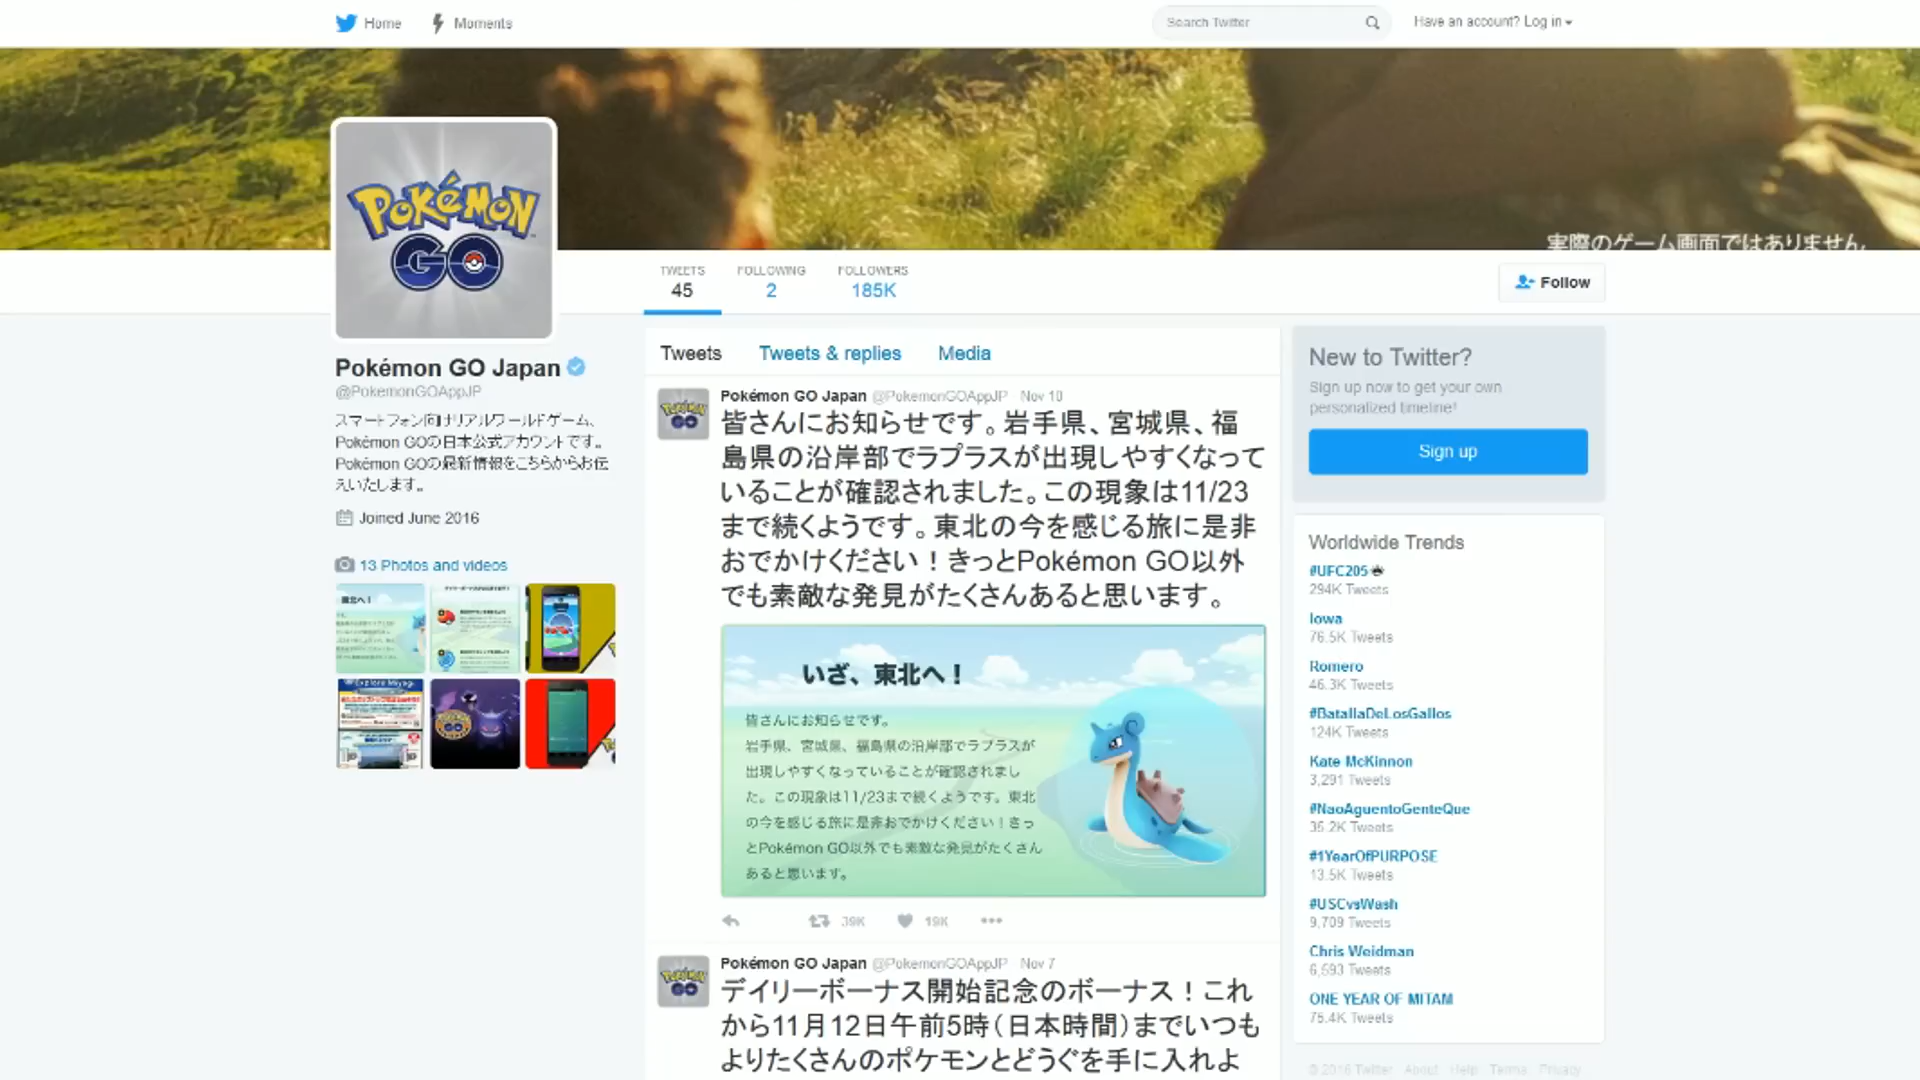 Home
Moments
Search Twitter
Have an account? Log in
POKÉMON
GO
実際のゲーム画面ではありません。
TWEETS
45
FOLLOWING
2
FOLLOWERS
185K
Follow
Pokémon GO Japan
@PokemonGOAppJP
スマートフォン向けリアルワールドゲーム、
Pokémon GOの日本公式アカウントです。
Pokémon GOの最新情報をこちらからお伝
えいたします。
Joined June 2016
13 Photos and videos
東北へ!
Explore Miyagi
Tweets
Tweets & replies
Media
Pokémon GO Japan @PokemonGOAppJP Nov 10
皆さんにお知らせです。岩手県、宮城県、福
島県の沿岸部でラプラスが出現しやすくなって
いることが確認されました。この現象は11/23
まで続くようです。東北の今を感じる旅に是非
おでかけください！きっとPokémon GO以外
でも素敵な発見がたくさんあると思います。
いざ、東北へ！
皆さんにお知らせです。
岩手県、宮城県、福島県の沿岸部でラプラスが
出現しやすくなっていることが確認されまし
た。この現象は11/23まで続くようです。東北
の今を感じる旅に是非おでかけください！きっ
とPokémon GO以外でも素敵な発見がたくさん
あると思います。
39K
19K
Pokémon GO Japan @PokemonGOAppJP Nov 7
デイリーボーナス開始記念のボーナス！これ
から11月12日午前5時（日本時間）までいつも
よりたくさんのポケモンとどうぐを手に入れよ
New to Twitter?
Sign up now to get your own
personalized timeline!
Sign up
Worldwide Trends
#UFC205
294K Tweets
Iowa
76.5K Tweets
Romero
46.3K Tweets
#BatallaDeLosGallos
124K Tweets
Kate McKinnon
3,291 Tweets
#NaoAguentoGenteQue
35.2K Tweets
#1YearOfPURPOSE
13.5K Tweets
#USCvsWash
9,709 Tweets
Chris Weidman
6,593 Tweets
ONE YEAR OF MITAM
75.4K Tweets
© 2016 Twitter About Help Terms Privacy